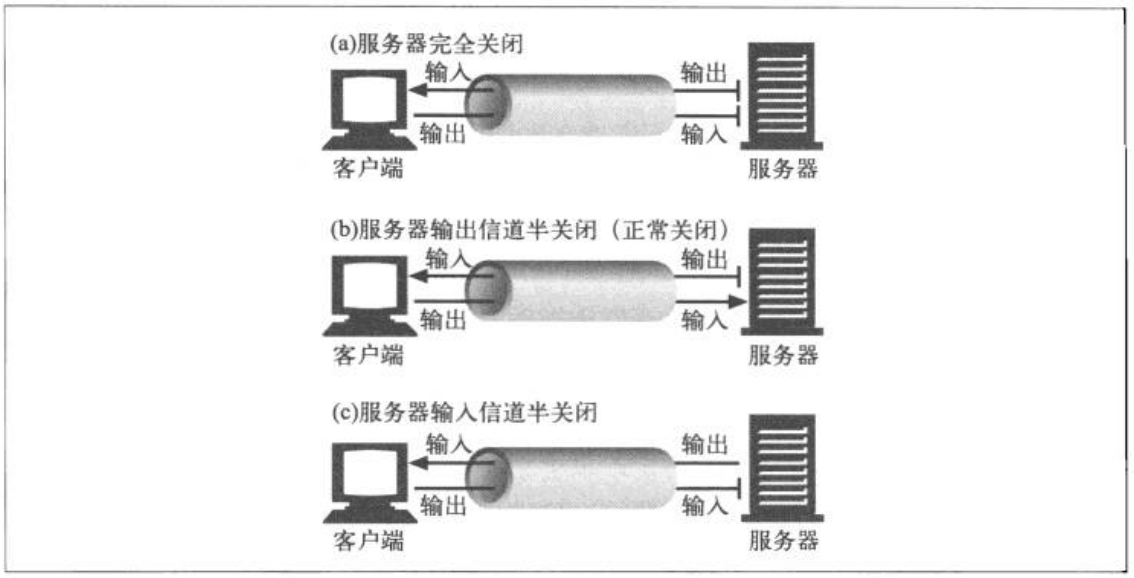 (a)服务器完全关闭
输入
输出
输出
输入
客户端
服务器
(b)服务器输出信道半关闭（正常关闭）
输入
输出
输出
输入
客户端
服务器
(c)服务器输入信道半关闭
输入
输出
输出
输入
客户端
服务器